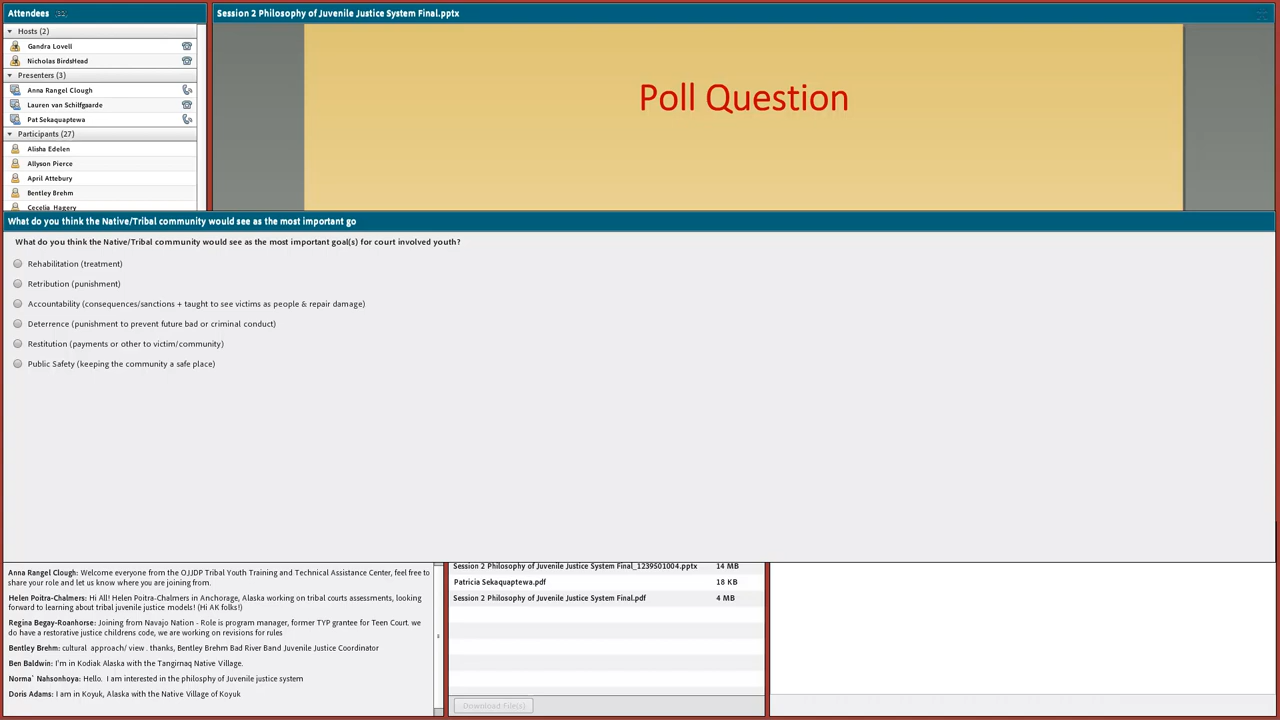 Attendees (32)
Hosts (2)
Gandra Lovell
Nicholas BirdsHead
Presenters (3)
Anna Rangel Clough
Lauren van Schilfgaarde
Pat Sekaquaptewa
Participants (27)
Alisha Edelen
Allyson Pierce
April Attebury
Bentley Brehm
Cecelia Hagery
Session 2 Philosophy of Juvenile Justice System Final.pptx
Poll Question
What do you think the Native/Tribal community would see as the most important go
What do you think the Native/Tribal community would see as the most important goal(s) for court involved youth?
Rehabilitation (treatment)
Retribution (punishment)
Accountability (consequences/sanctions + taught to see victims as people & repair damage)
Deterrence (punishment to prevent future bad or criminal conduct)
Restitution (payments or other to victim/community)
Public Safety (keeping the community a safe place)
Anna Rangel Clough: Welcome everyone from the OJJDP Tribal Youth Training and Technical Assistance Center, feel free to
share your role and let us know where you are joining from.
Helen Poitra-Chalmers: Hi All! Helen Poitra-Chalmers in Anchorage, Alaska working on tribal courts assessments, looking
forward to learning about tribal juvenile justice models! (Hi AK folks!)
Regina Begay-Roanhorse: Joining from Navajo Nation - Role is program manager, former TYP grantee for Teen Court. we
do have a restorative justice childrens code, we are working on revisions for rules
Bentley Brehm: cultural approach/ view . thanks, Bentley Brehm Bad River Band Juvenile Justice Coordinator
Ben Baldwin: I'm in Kodiak Alaska with the Tangirnaq Native Village.
Norma` Nahsonhoya: Hello. I am interested in the philosphy of Juvenile justice system
Doris Adams: I am in Koyuk, Alaska with the Native Village of Koyuk
Session 2 Philosophy of Juvenile Justice System Final_1239501004.pptx 14 MB
Patricia Sekaquaptewa.pdf 18 KB
Session 2 Philosophy of Juvenile Justice System Final.pdf 4 MB
Download File(s)